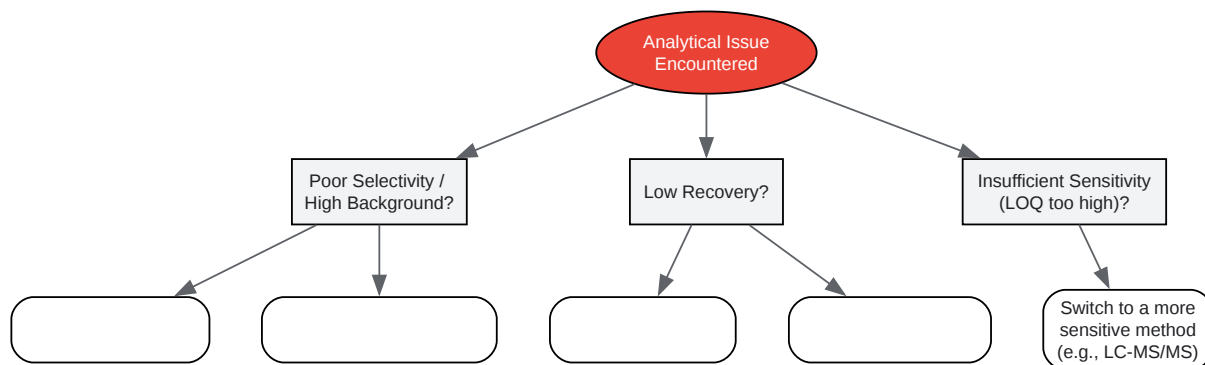 Analytical Issue
Encountered
Poor Selectivity /
High Background?
Low Recovery?
Insufficient Sensitivity
(LOQ too high)?
Switch to a more
sensitive method
(e.g., LC-MS/MS)